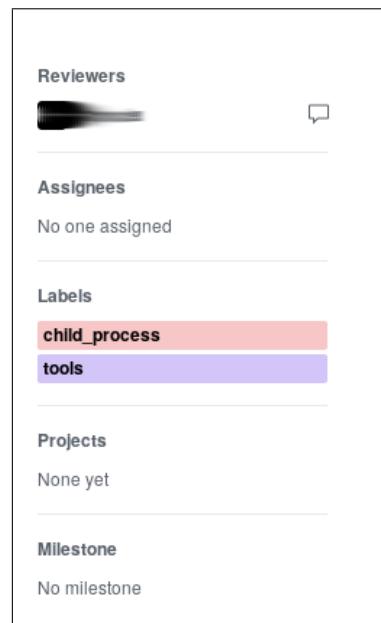 Reviewers
Assignees
No one assigned
Labels
child_process
tools
Projects
None yet
Milestone
No milestone